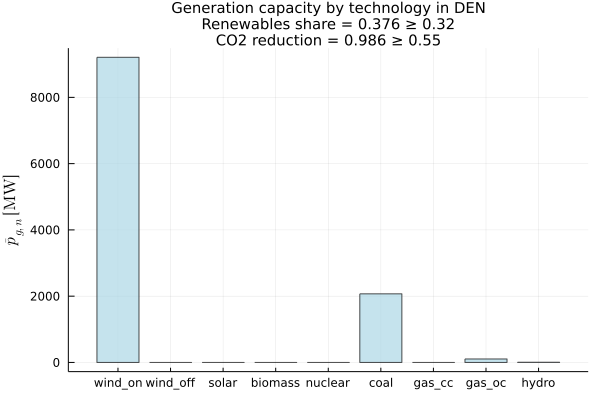 Generation capacity by technology in DEN
Renewables share = 0.376 ≥ 0.32
CO2 reduction = 0.986 ≥ 0.55
8000
6000
4000
2000
0
p̄_{g,n} [MW]
wind_on wind_off solar biomass nuclear coal gas_cc gas_oc hydro